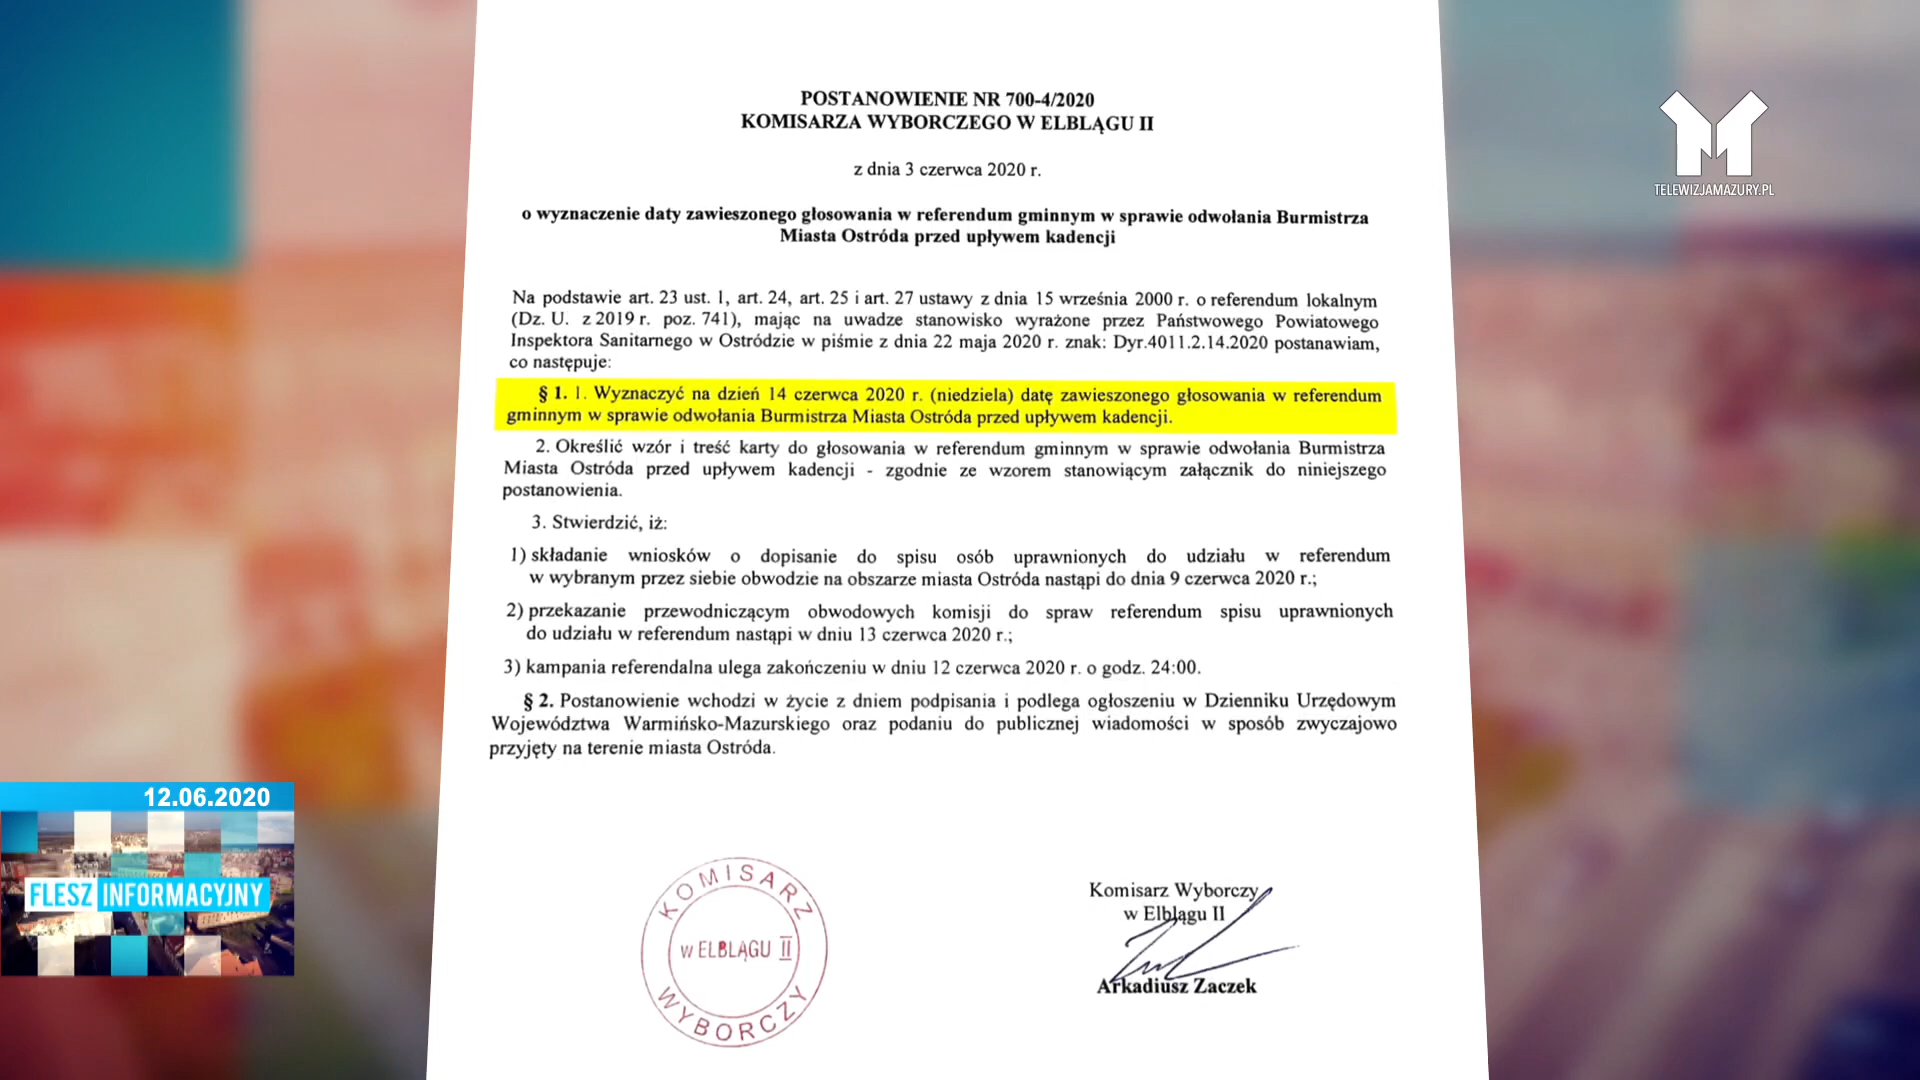 POSTANOWIENIE NR 700-4/2020
KOMISARZA WYBORCZEGO W ELBLĄGU II
z dnia 3 czerwca 2020 r.
o wyznaczenie daty zawieszonego głosowania w referendum gminnym w sprawie odwołania Burmistrza
Miasta Ostróda przed upływem kadencji
Na podstawie art. 23 ust. 1, art. 24, art. 25 i art. 27 ustawy z dnia 15 września 2000 r. o referendum lokalnym
(Dz. U. z 2019 r. poz. 741), mając na uwadze stanowisko wyrażone przez Państwowego Powiatowego
Inspektora Sanitarnego w Ostródzie w piśmie z dnia 22 maja 2020 r. znak: Dyr.4011.2.14.2020 postanawiam,
co następuje:
§ 1. 1. Wyznaczyć na dzień 14 czerwca 2020 r. (niedziela) datę zawieszonego głosowania w referendum
gminnym w sprawie odwołania Burmistrza Miasta Ostróda przed upływem kadencji.
2. Określić wzór i treść karty do głosowania w referendum gminnym w sprawie odwołania Burmistrza
Miasta Ostróda przed upływem kadencji - zgodnie ze wzorem stanowiącym załącznik do niniejszego
postanowienia.
3. Stwierdzić, iż:
1) składanie wniosków o dopisanie do spisu osób uprawnionych do udziału w referendum
w wybranym przez siebie obwodzie na obszarze miasta Ostróda nastąpi do dnia 9 czerwca 2020 r.;
2) przekazanie przewodniczącym obwodowych komisji do spraw referendum spisu uprawnionych
do udziału w referendum nastąpi w dniu 13 czerwca 2020 r.;
3) kampania referendalna ulega zakończeniu w dniu 12 czerwca 2020 r. o godz. 24:00.
§ 2. Postanowienie wchodzi w życie z dniem podpisania i podlega ogłoszeniu w Dzienniku Urzędowym
Województwa Warmińsko-Mazurskiego oraz podaniu do publicznej wiadomości w sposób zwyczajowo
przyjęty na terenie miasta Ostróda.
KOMISARZ
W ELBLĄGU II
WYBORCZY
Komisarz Wyborczy
w Elblągu II
Arkadiusz Zaczek
TELEWIZJAMAZURY.PL
12.06.2020
FLESZ INFORMACYJNY